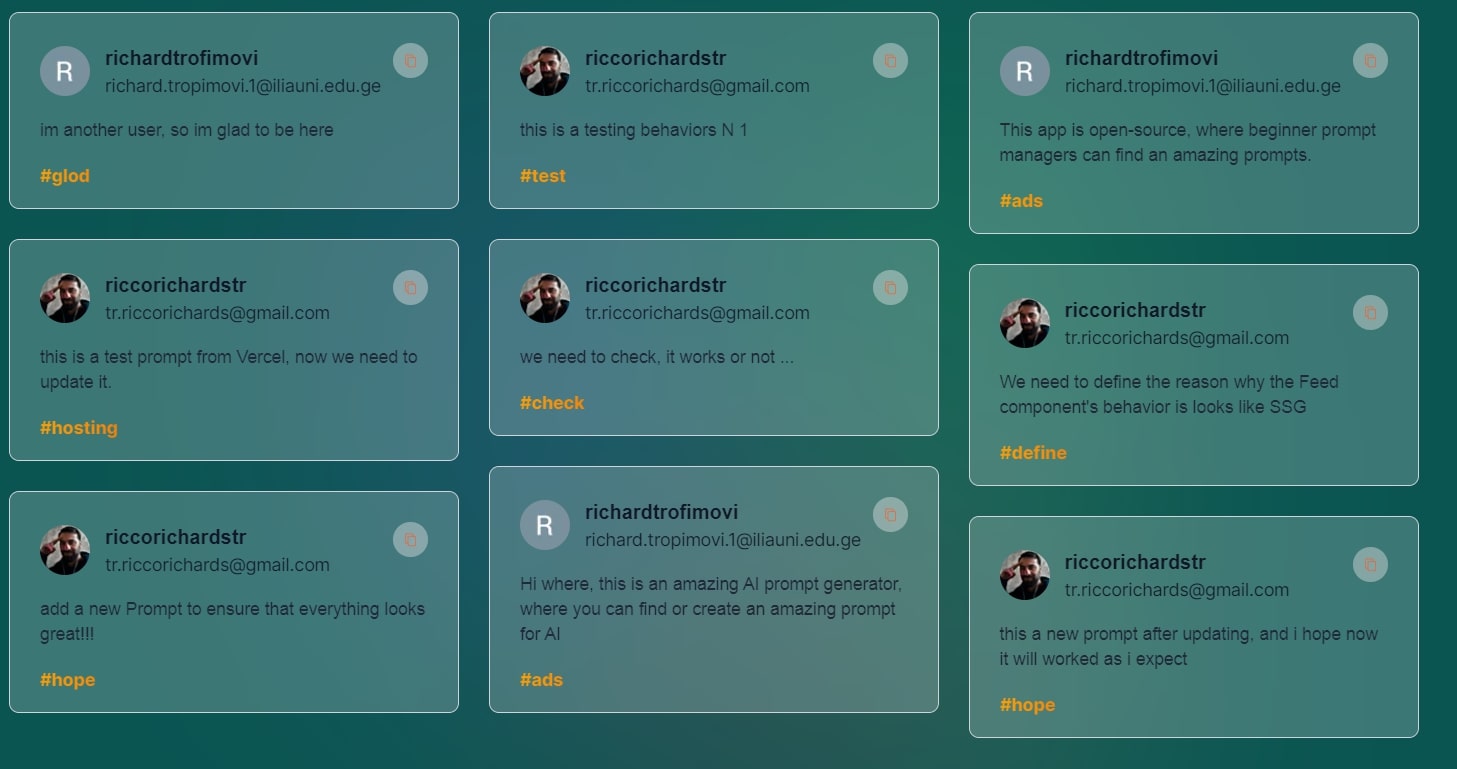 R
richardtrofimovi
richard.tropimovi.1@iliauni.edu.ge
im another user, so im glad to be here
#glod
riccorichardstr
tr.riccorichards@gmail.com
this is a test prompt from Vercel, now we need to
update it.
#hosting
riccorichardstr
tr.riccorichards@gmail.com
add a new Prompt to ensure that everything looks
great!!!
#hope
riccorichardstr
tr.riccorichards@gmail.com
this is a testing behaviors N 1
#test
riccorichardstr
tr.riccorichards@gmail.com
we need to check, it works or not ...
#check
R
richardtrofimovi
richard.tropimovi.1@iliauni.edu.ge
Hi where, this is an amazing AI prompt generator,
where you can find or create an amazing prompt
for AI
#ads
R
richardtrofimovi
richard.tropimovi.1@iliauni.edu.ge
This app is open-source, where beginner prompt
managers can find an amazing prompts.
#ads
riccorichardstr
tr.riccorichards@gmail.com
We need to define the reason why the Feed
component's behavior is looks like SSG
#define
riccorichardstr
tr.riccorichards@gmail.com
this a new prompt after updating, and i hope now
it will worked as i expect
#hope